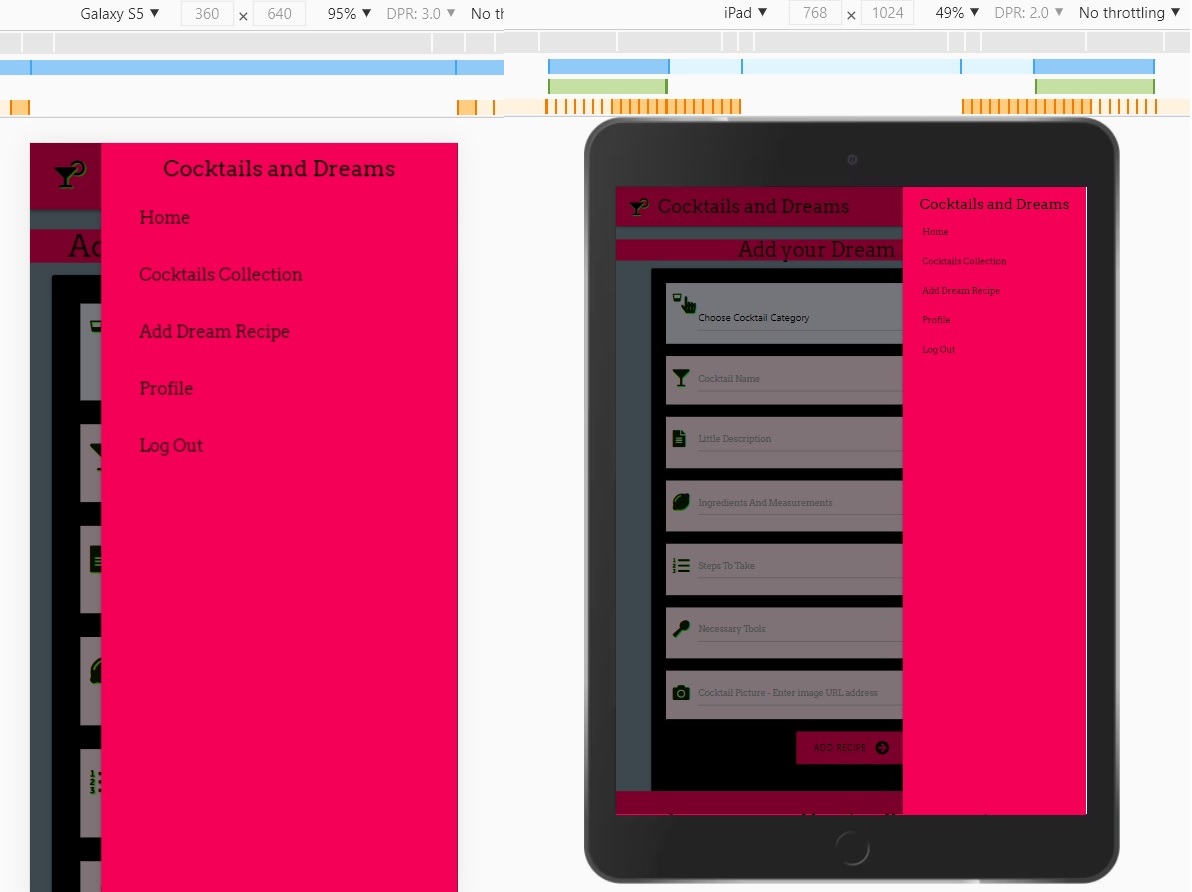 Galaxy S5 ▼ 360 × 640 95% ▼ DPR: 3.0 ▼ No th
Cocktails and Dreams
Home
Cocktails Collection
Add Dream Recipe
Profile
Log Out
iPad ▼ 768 × 1024 49% ▼ DPR: 2.0 ▼ No throttling ▼
Cocktails and Dreams
Add your Dream
Choose Cocktail Category
Cocktail Name
Little Description
Ingredients And Measurements
Steps To Take
Necessary Tools
Cocktail Picture - Enter image URL address
ADD RECIPE
Cocktails and Dreams
Home
Cocktails Collection
Add Dream Recipe
Profile
Log Out